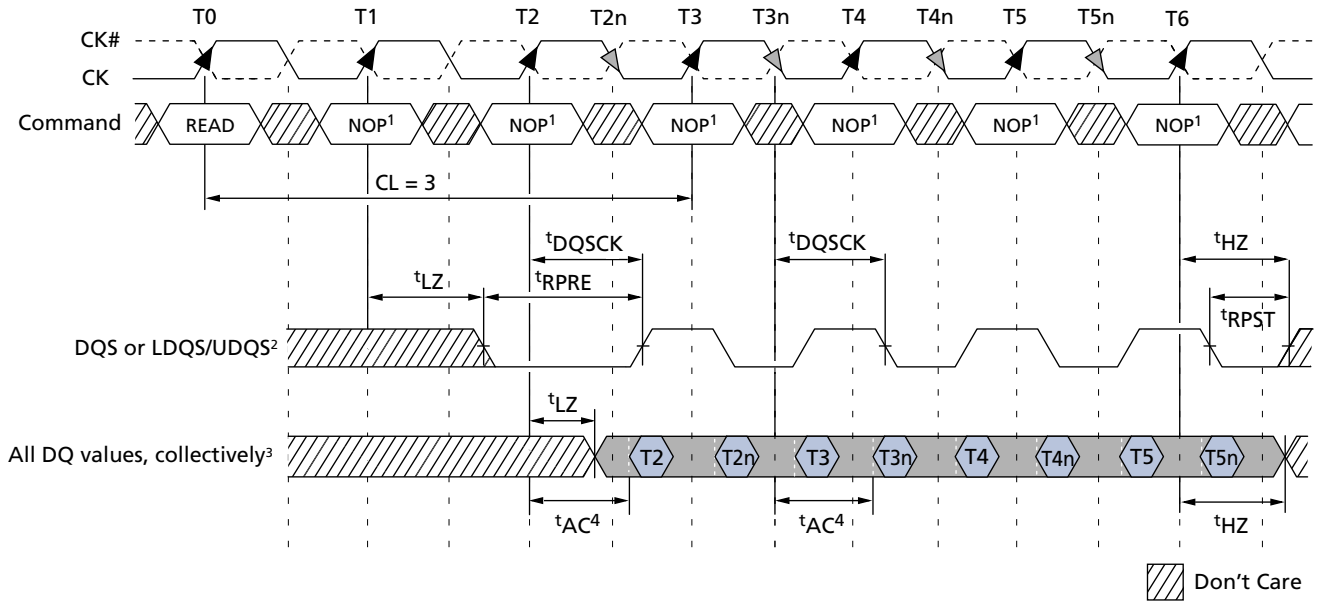 T0 T1 T2 T2n T3 T3n T4 T4n T5 T5n T6
CK#
CK
Command READ NOP¹ NOP¹ NOP¹ NOP¹ NOP¹ NOP¹
CL = 3
tDQSCK tDQSCK tHZ
tLZ tRPRE
tRPST
DQS or LDQS/UDQS²
tLZ
All DQ values, collectively³ T2 T2n T3 T3n T4 T4n T5 T5n
tAC⁴ tAC⁴ tHZ
Don't Care